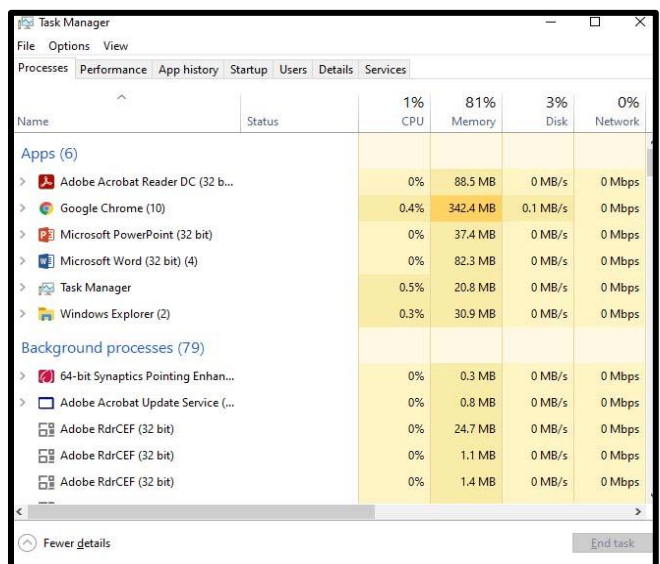 Task Manager
File Options View
Processes Performance App history Startup Users Details Services
1% 81% 3% 0%
Name Status CPU Memory Disk Network
Apps (6)
Adobe Acrobat Reader DC (32 b... 0% 88.5 MB 0 MB/s 0 Mbps
Google Chrome (10) 0.4% 342.4 MB 0.1 MB/s 0 Mbps
Microsoft PowerPoint (32 bit) 0% 37.4 MB 0 MB/s 0 Mbps
Microsoft Word (32 bit) (4) 0% 82.3 MB 0 MB/s 0 Mbps
Task Manager 0.5% 20.8 MB 0 MB/s 0 Mbps
Windows Explorer (2) 0.3% 30.9 MB 0 MB/s 0 Mbps
Background processes (79)
64-bit Synaptics Pointing Enhan... 0% 0.3 MB 0 MB/s 0 Mbps
Adobe Acrobat Update Service (... 0% 0.8 MB 0 MB/s 0 Mbps
Adobe RdrCEF (32 bit) 0% 24.7 MB 0 MB/s 0 Mbps
Adobe RdrCEF (32 bit) 0% 1.1 MB 0 MB/s 0 Mbps
Adobe RdrCEF (32 bit) 0% 1.4 MB 0 MB/s 0 Mbps
Fewer details End task